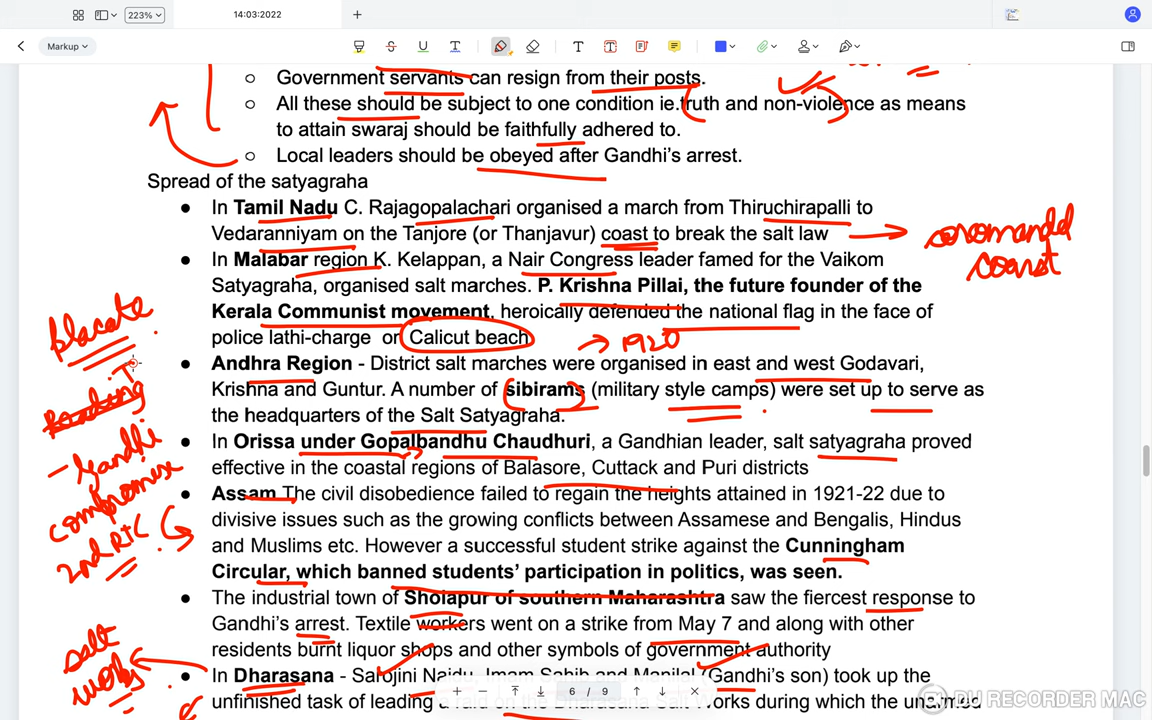 14:03:2022
+
223%
Markup
Government servants can resign from their posts.
All these should be subject to one condition ie.truth and non-violence as means
to attain swaraj should be faithfully adhered to.
Local leaders should be obeyed after Gandhi's arrest.
Spread of the satyagraha
In Tamil Nadu C. Rajagopalachari organised a march from Thiruchirapalli to
Vedaranniyam on the Tanjore (or Thanjavur) coast to break the salt law
coromandal
coast
In Malabar region K. Kelappan, a Nair Congress leader famed for the Vaikom
Satyagraha, organised salt marches. P. Krishna Pillai, the future founder of the
Kerala Communist movement, heroically defended the national flag in the face of
police lathi-charge on Calicut beach
1920
Placate
Andhra Region - District salt marches were organised in east and west Godavari,
Krishna and Guntur. A number of sibirams (military style camps) were set up to serve as
the headquarters of the Salt Satyagraha.
In Orissa under Gopalbandhu Chaudhuri, a Gandhian leader, salt satyagraha proved
effective in the coastal regions of Balasore, Cuttack and Puri districts
- Gandhi
compromise
2nd RTC
Assam The civil disobedience failed to regain the heights attained in 1921-22 due to
divisive issues such as the growing conflicts between Assamese and Bengalis, Hindus
and Muslims etc. However a successful student strike against the Cunningham
Circular, which banned students' participation in politics, was seen.
The industrial town of Sholapur of southern Maharashtra saw the fiercest response to
Gandhi's arrest. Textile workers went on a strike from May 7 and along with other
residents burnt liquor shops and other symbols of government authority
salt
works
In Dharasana - Sarojini Naidu, Imam Sahib and Manilal (Gandhi's son) took up the
unfinished task of leading a raid on the Dharasana Salt Works during which the unarmed
6 / 9
DU RECORDER MAC